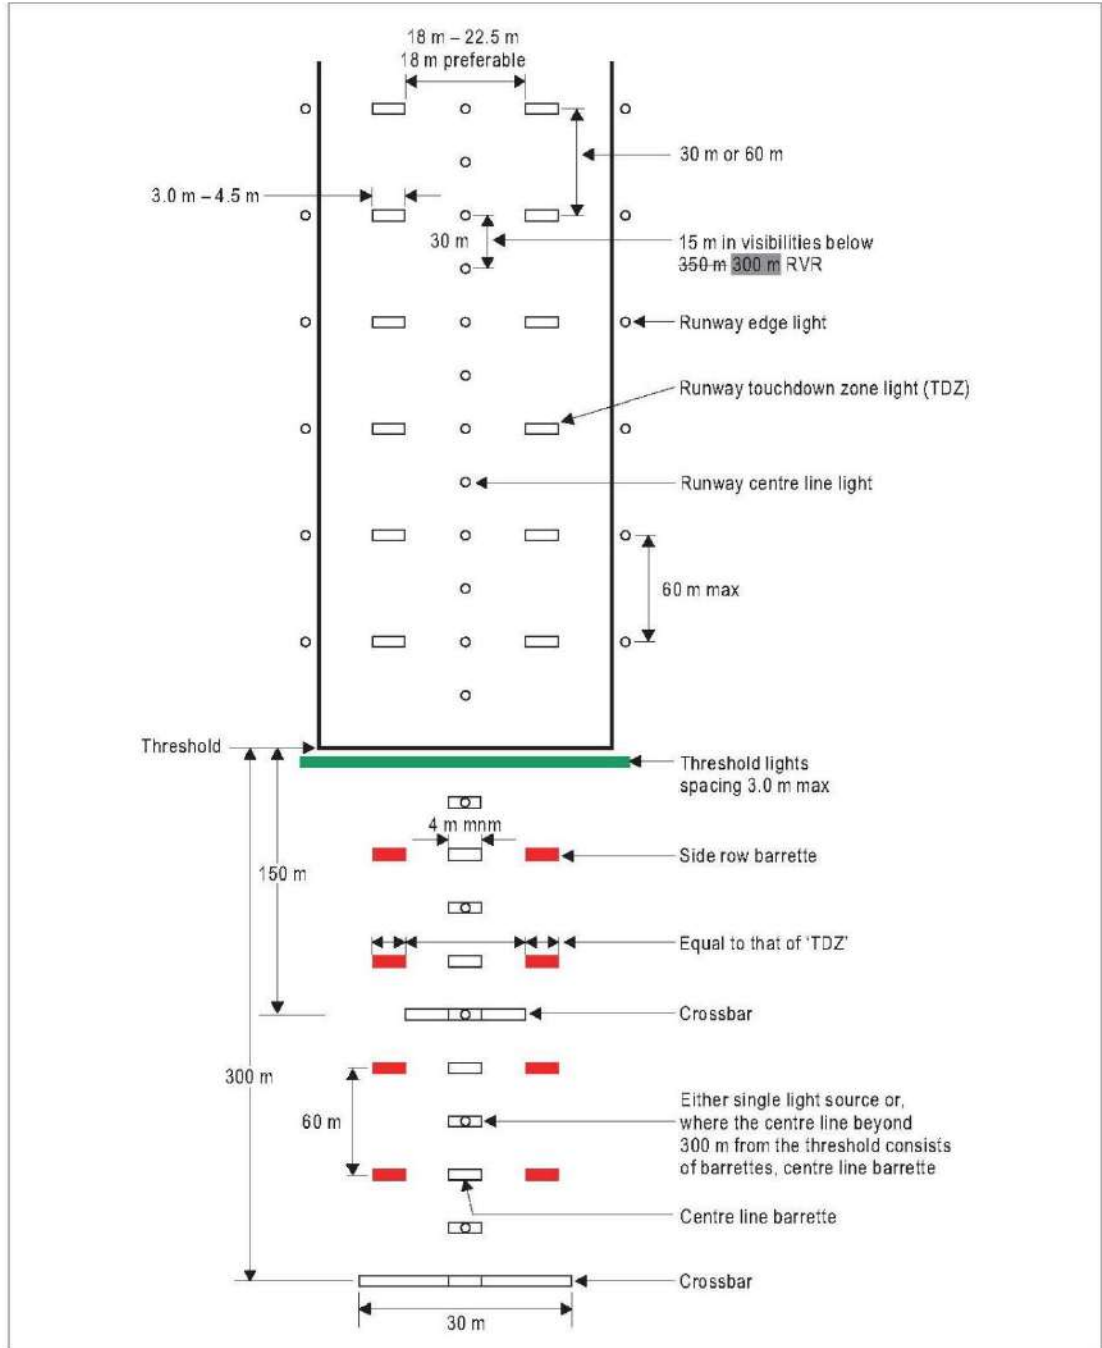 18 m – 22.5 m
18 m preferable
30 m or 60 m
3.0 m – 4.5 m
30 m
15 m in visibilities below
350 m 300 m RVR
Runway edge light
Runway touchdown zone light (TDZ)
Runway centre line light
60 m max
Threshold
Threshold lights
spacing 3.0 m max
4 m mnm
Side row barrette
150 m
Equal to that of ‘TDZ’
Crossbar
300 m
60 m
Either single light source or,
where the centre line beyond
300 m from the threshold consists
of barrettes, centre line barrette
Centre line barrette
Crossbar
30 m